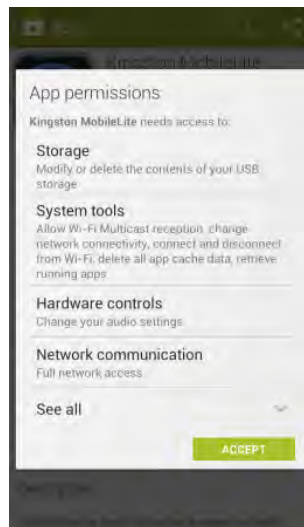 Kingston MobileLite
App permissions
Kingston MobileLite needs access to:
Storage
Modify or delete the contents of your USB
storage
System tools
Allow Wi-Fi Multicast reception, change
network connectivity, connect and disconnect
from Wi-Fi, delete all app cache data, retrieve
running apps
Hardware controls
Change your audio settings
Network communication
Full network access
See all
ACCEPT